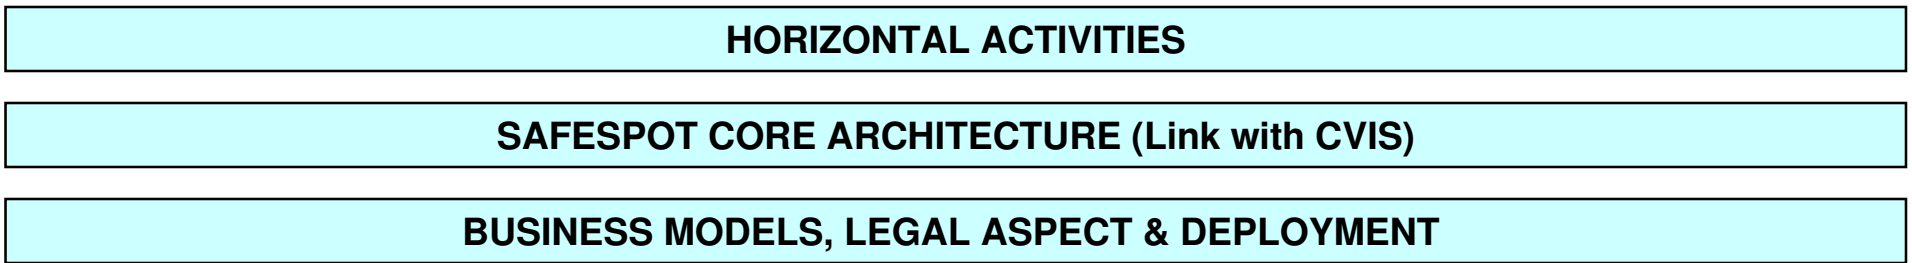 HORIZONTAL ACTIVITIES
SAFESPOT CORE ARCHITECTURE (Link with CVIS)
BUSINESS MODELS, LEGAL ASPECT & DEPLOYMENT